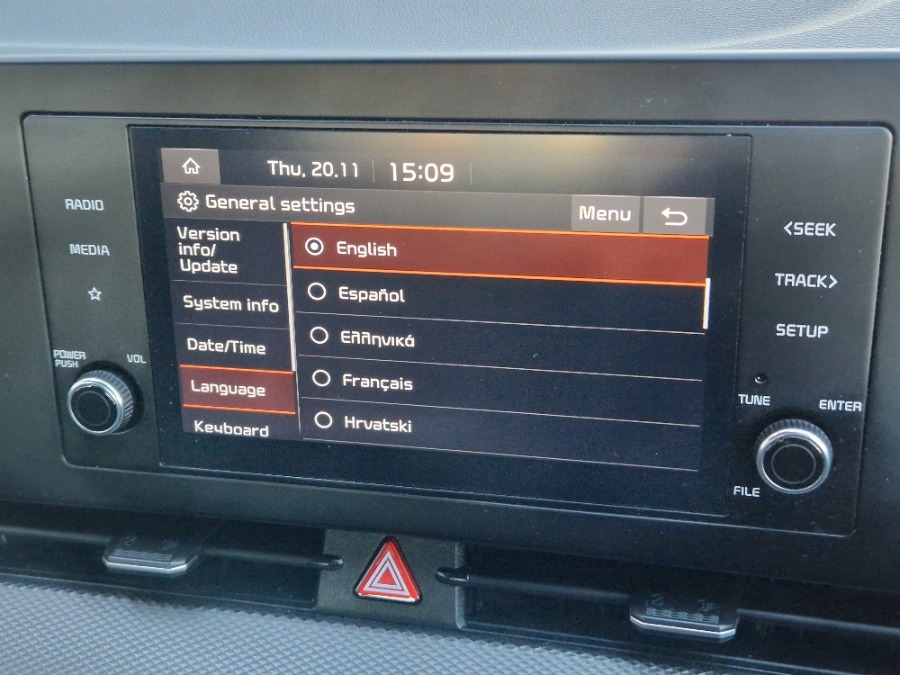 Thu, 20.11
15:09
General settings
Menu
Version
info/
Update
System info
Date/Time
Language
Keyboard
English
Español
Ελληνικά
Français
Hrvatski
RADIO
MEDIA
POWER
PUSH
VOL
<SEEK
TRACK>
SETUP
TUNE
ENTER
FILE